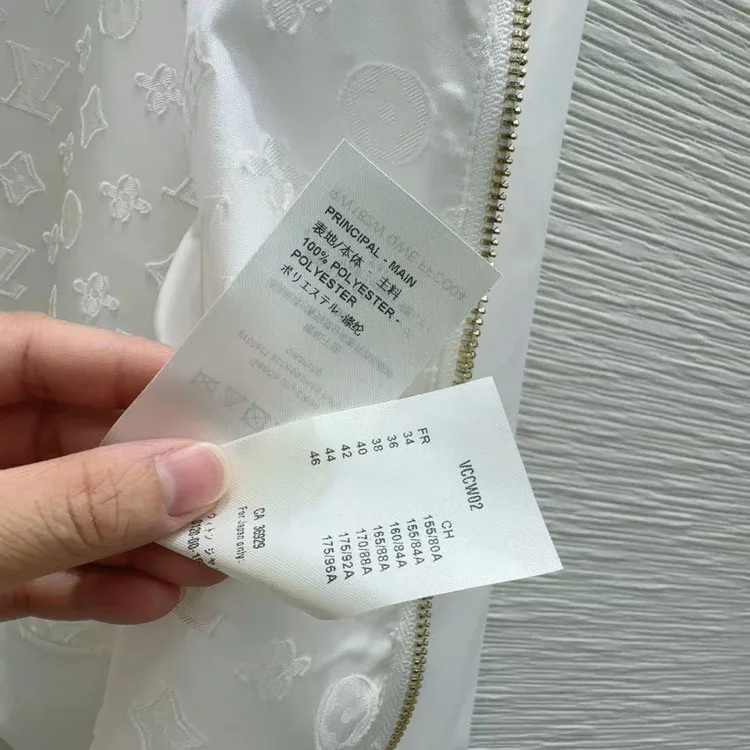 PRINCIPAL - MAIN
表地/本体 : 主料
100% POLYESTER -
POLYESTER
ポリエステル -涤纶
VCCW02
FR CH
34 155/80A
36 155/84A
38 160/84A
40 165/88A
42 170/88A
44 175/92A
46 175/96A
CA 36929
For Japan only: